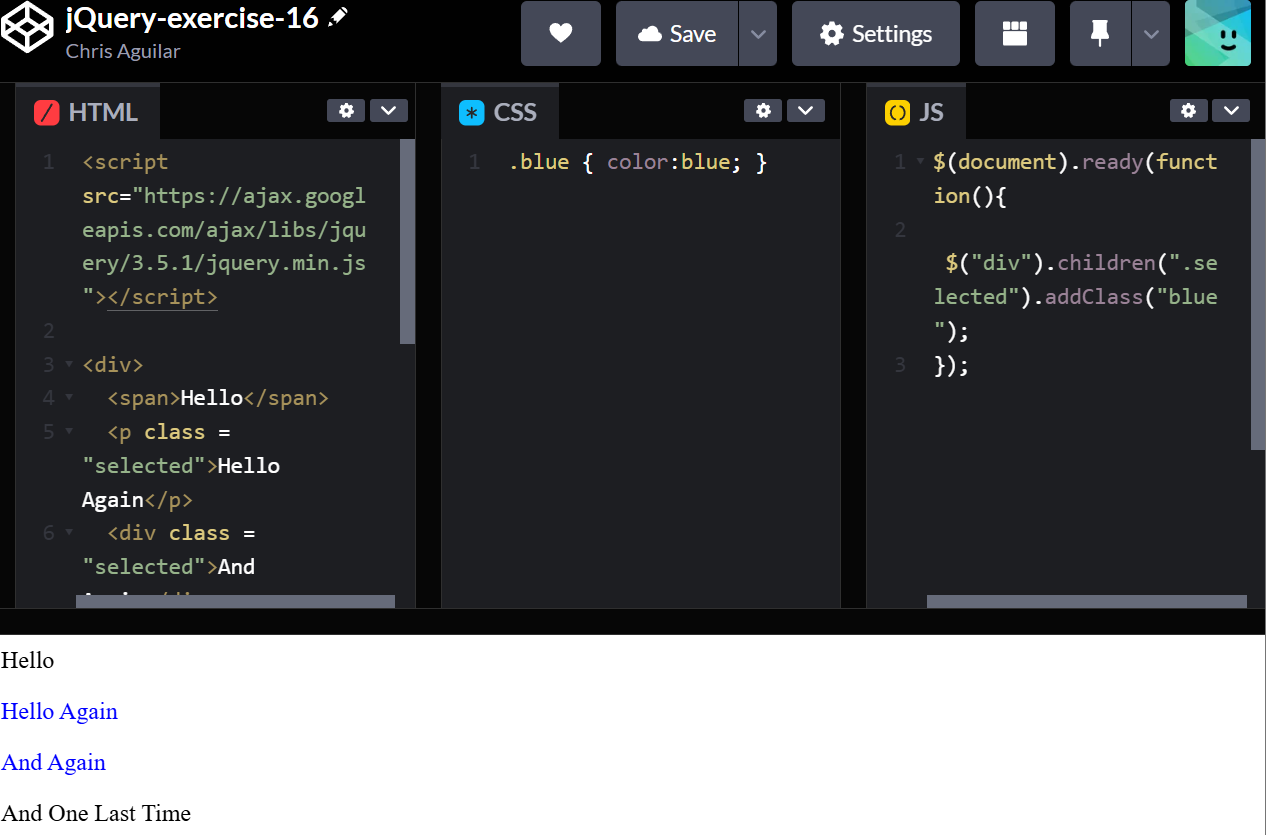 jQuery-exercise-16
Chris Aguilar
Save
Settings
HTML
1 <script
src="https://ajax.googl
eapis.com/ajax/libs/jqu
ery/3.5.1/jquery.min.js
"></script>
2
3 <div>
4 <span>Hello</span>
5 <p class =
"selected">Hello
Again</p>
6 <div class =
"selected">And
CSS
1 .blue { color:blue; }
JS
1 $(document).ready(funct
ion(){
2
$("div").children(".se
lected").addClass("blue
");
3 });
Hello
Hello Again
And Again
And One Last Time